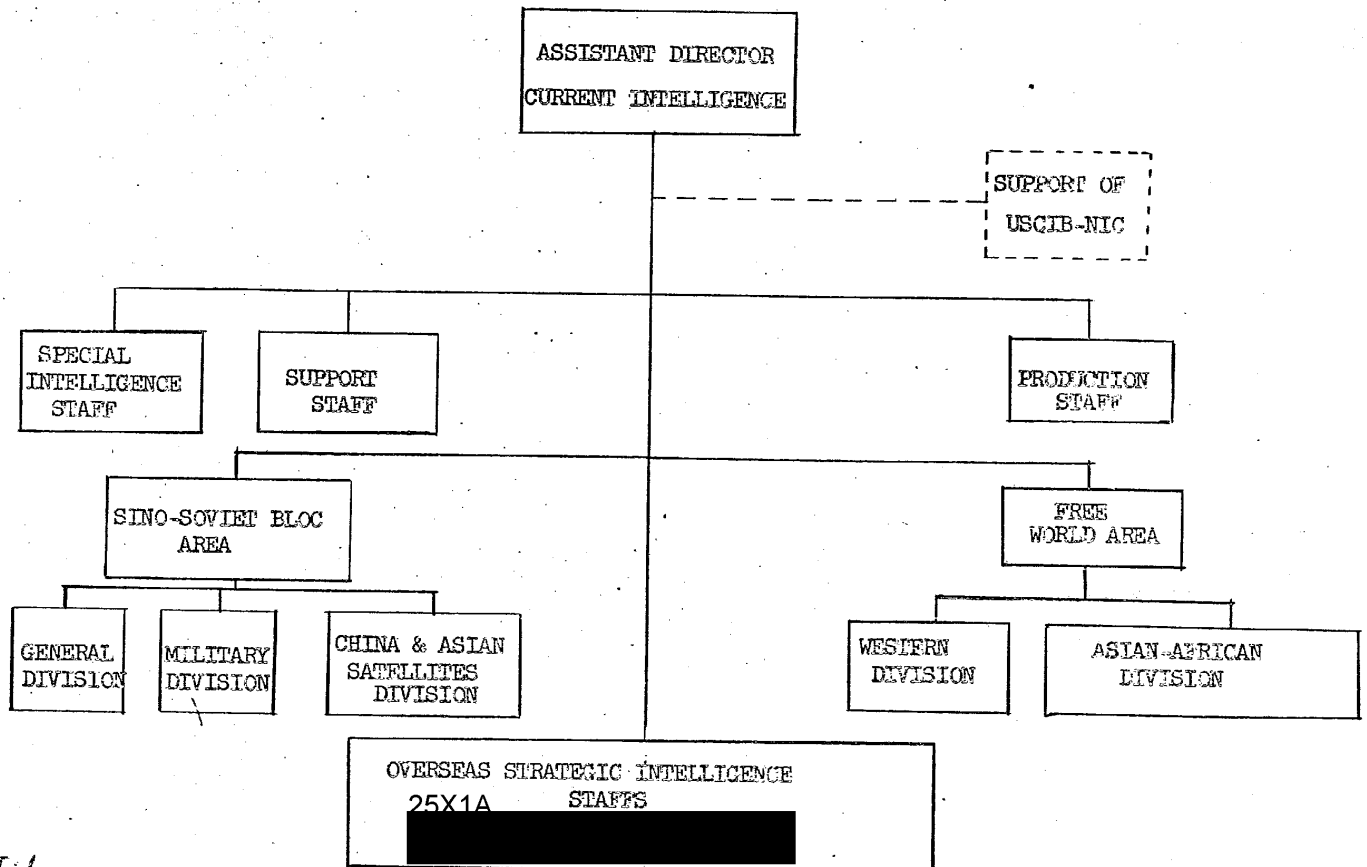 ASSISTANT DIRECTOR
CURRENT INTELLIGENCE
SUPPORT OF
USCIB-NIC
SPECIAL
INTELLIGENCE
STAFF
SUPPORT
STAFF
PRODUCTION
STAFF
SINO-SOVIET BLOC
AREA
FREE
WORLD AREA
GENERAL
DIVISION
MILITARY
DIVISION
CHINA & ASIAN
SATELLITES
DIVISION
WESTERN
DIVISION
ASIAN-AFRICAN
DIVISION
OVERSEAS STRATEGIC INTELLIGENCE
STAFFS
25X1A